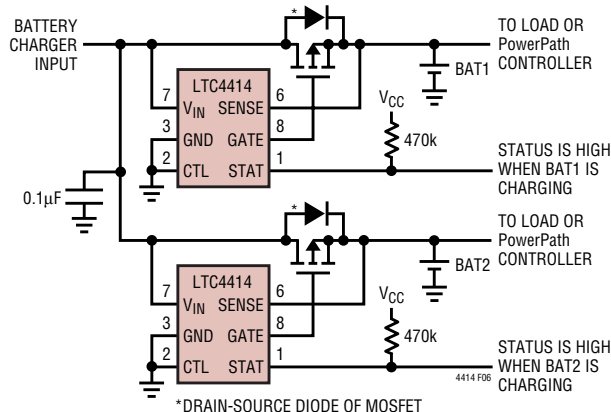 BATTERY
CHARGER
INPUT
*
TO LOAD OR
PowerPath
CONTROLLER
BAT1
LTC4414
7
VIN
SENSE
6
3
GND
GATE
8
2
CTL
STAT
1
VCC
470k
STATUS IS HIGH
WHEN BAT1 IS
CHARGING
0.1µF
*
TO LOAD OR
PowerPath
CONTROLLER
BAT2
LTC4414
7
VIN
SENSE
6
3
GND
GATE
8
2
CTL
STAT
1
VCC
470k
STATUS IS HIGH
WHEN BAT2 IS
CHARGING
4414 F06
*DRAIN-SOURCE DIODE OF MOSFET